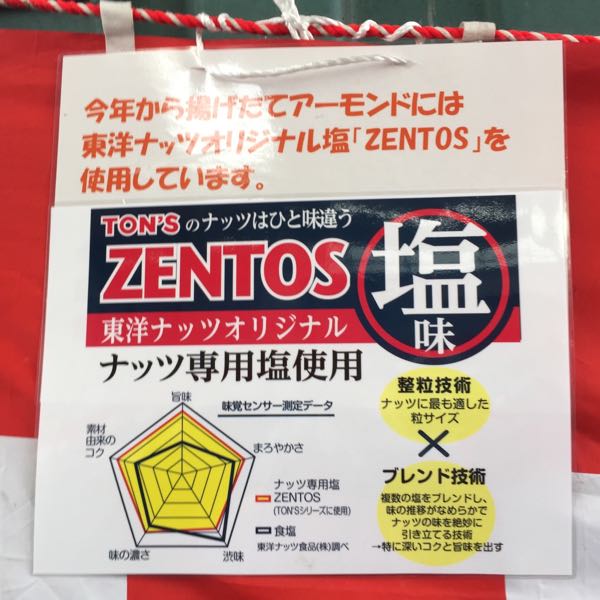 今年から揚げたてアーモンドには
東洋ナッツオリジナル塩「ZENTOS」を
使用しています。
TON'Sのナッツはひと味違う
ZENTOS
塩味
東洋ナッツオリジナル
ナッツ専用塩使用
味覚センサー測定データ
旨味
まろやかさ
渋味
味の濃さ
素材
由来の
コク
ナッツ専用塩
ZENTOS
(TON'Sシリーズに使用)
食塩
東洋ナッツ食品(株)調べ
整粒技術
ナッツに最も適した
粒サイズ
×
ブレンド技術
複数の塩をブレンドし、
味の推移がなめらかで
ナッツの味を絶妙に
引き立てる技術
→特に深いコクと旨味を出す